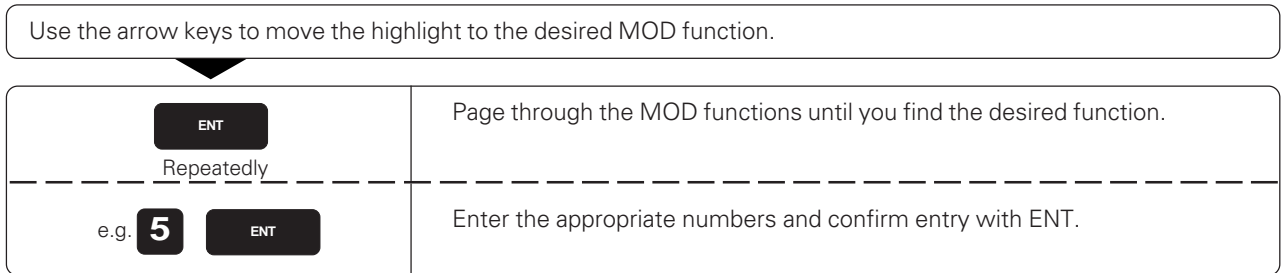 Use the arrow keys to move the highlight to the desired MOD function.
ENT
Repeatedly
Page through the MOD functions until you find the desired function.
e.g. 5 ENT
Enter the appropriate numbers and confirm entry with ENT.